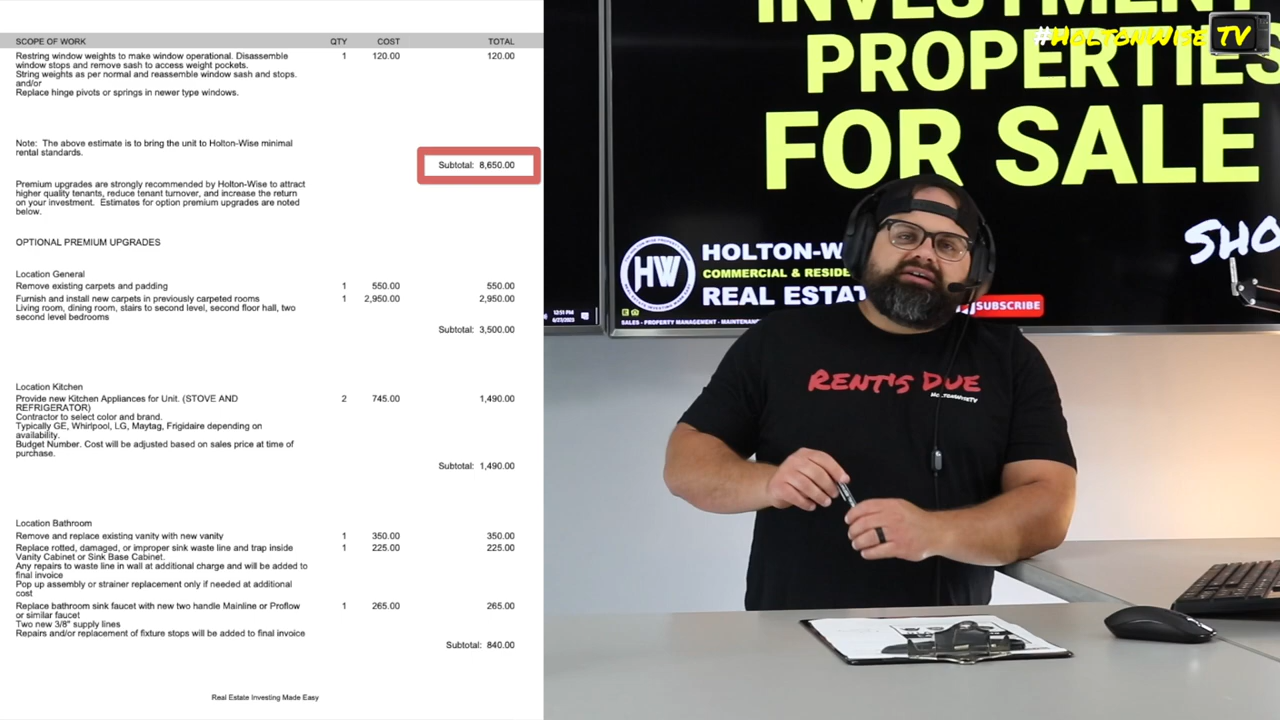 SCOPE OF WORK QTY COST TOTAL
Restring window weights to make window operational. Disassemble 1 120.00 120.00
window stops and remove sash to access weight pockets.
String weights as per normal and reassemble window sash and stops.
and/or
Replace hinge pivots or springs in newer type windows.
Note: The above estimate is to bring the unit to Holton-Wise minimal
rental standards.
Subtotal: 8,650.00
Premium upgrades are strongly recommended by Holton-Wise to attract
higher quality tenants, reduce tenant turnover, and increase the return
on your investment. Estimates for option premium upgrades are noted
below.
OPTIONAL PREMIUM UPGRADES
Location General
Remove existing carpets and padding 1 550.00 550.00
Furnish and install new carpets in previously carpeted rooms 1 2,950.00 2,950.00
Living room, dining room, stairs to second level, second floor hall, two
second level bedrooms
Subtotal: 3,500.00
Location Kitchen
Provide new Kitchen Appliances for Unit. (STOVE AND 2 745.00 1,490.00
REFRIGERATOR)
Contractor to select color and brand.
Typically GE, Whirlpool, LG, Maytag, Frigidaire depending on
availability.
Budget Number. Cost will be adjusted based on sales price at time of
purchase.
Subtotal: 1,490.00
Location Bathroom
Remove and replace existing vanity with new vanity 1 350.00 350.00
Replace rotted, damaged, or improper sink waste line and trap inside 1 225.00 225.00
Vanity Cabinet or Sink Base Cabinet.
Any repairs to waste line in wall at additional charge and will be added to
final invoice
Pop up assembly or strainer replacement only if needed at additional
cost
Replace bathroom sink faucet with new two handle Mainline or Proflow 1 265.00 265.00
or similar faucet
Two new 3/8" supply lines
Repairs and/or replacement of fixture stops will be added to final invoice
Subtotal: 840.00
Real Estate Investing Made Easy
INVESTMENT
#HoltonWise TV
PROPERTIES
FOR SALE
SHO
HW
HOLTON-W
COMMERCIAL & RESIDE
REAL ESTAT
SUBSCRIBE
12:51 PM
6/23/2023
SALES - PROPERTY MANAGEMENT - MAINTENAN
RENT'S DUE
HoltonWiseTV